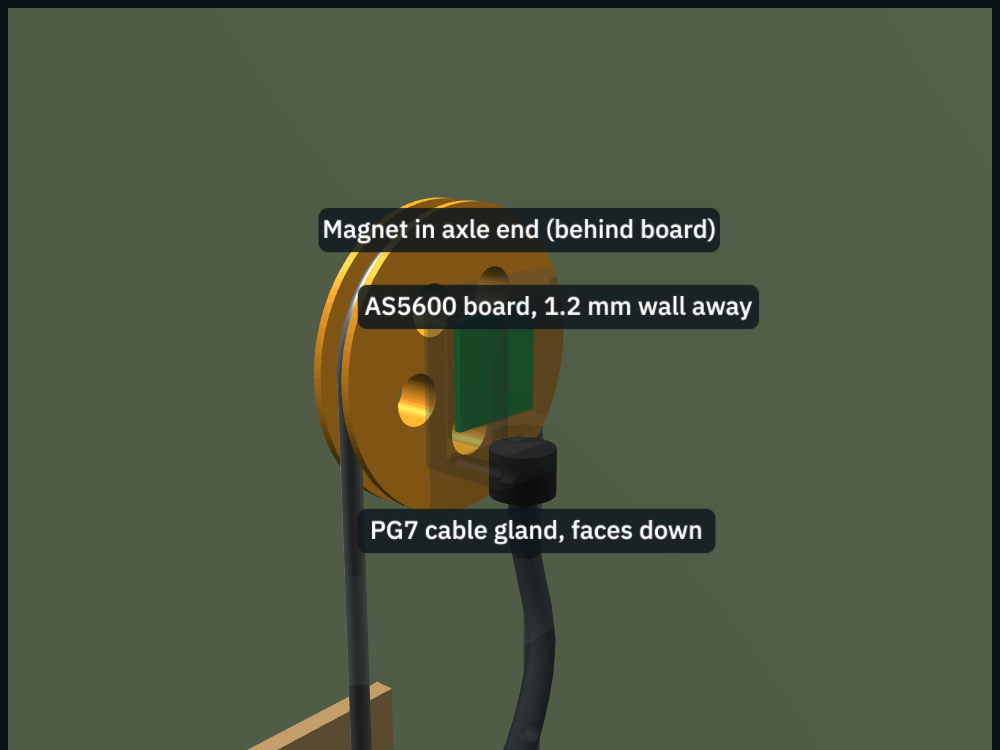 Magnet in axle end (behind board)
AS5600 board, 1.2 mm wall away
PG7 cable gland, faces down